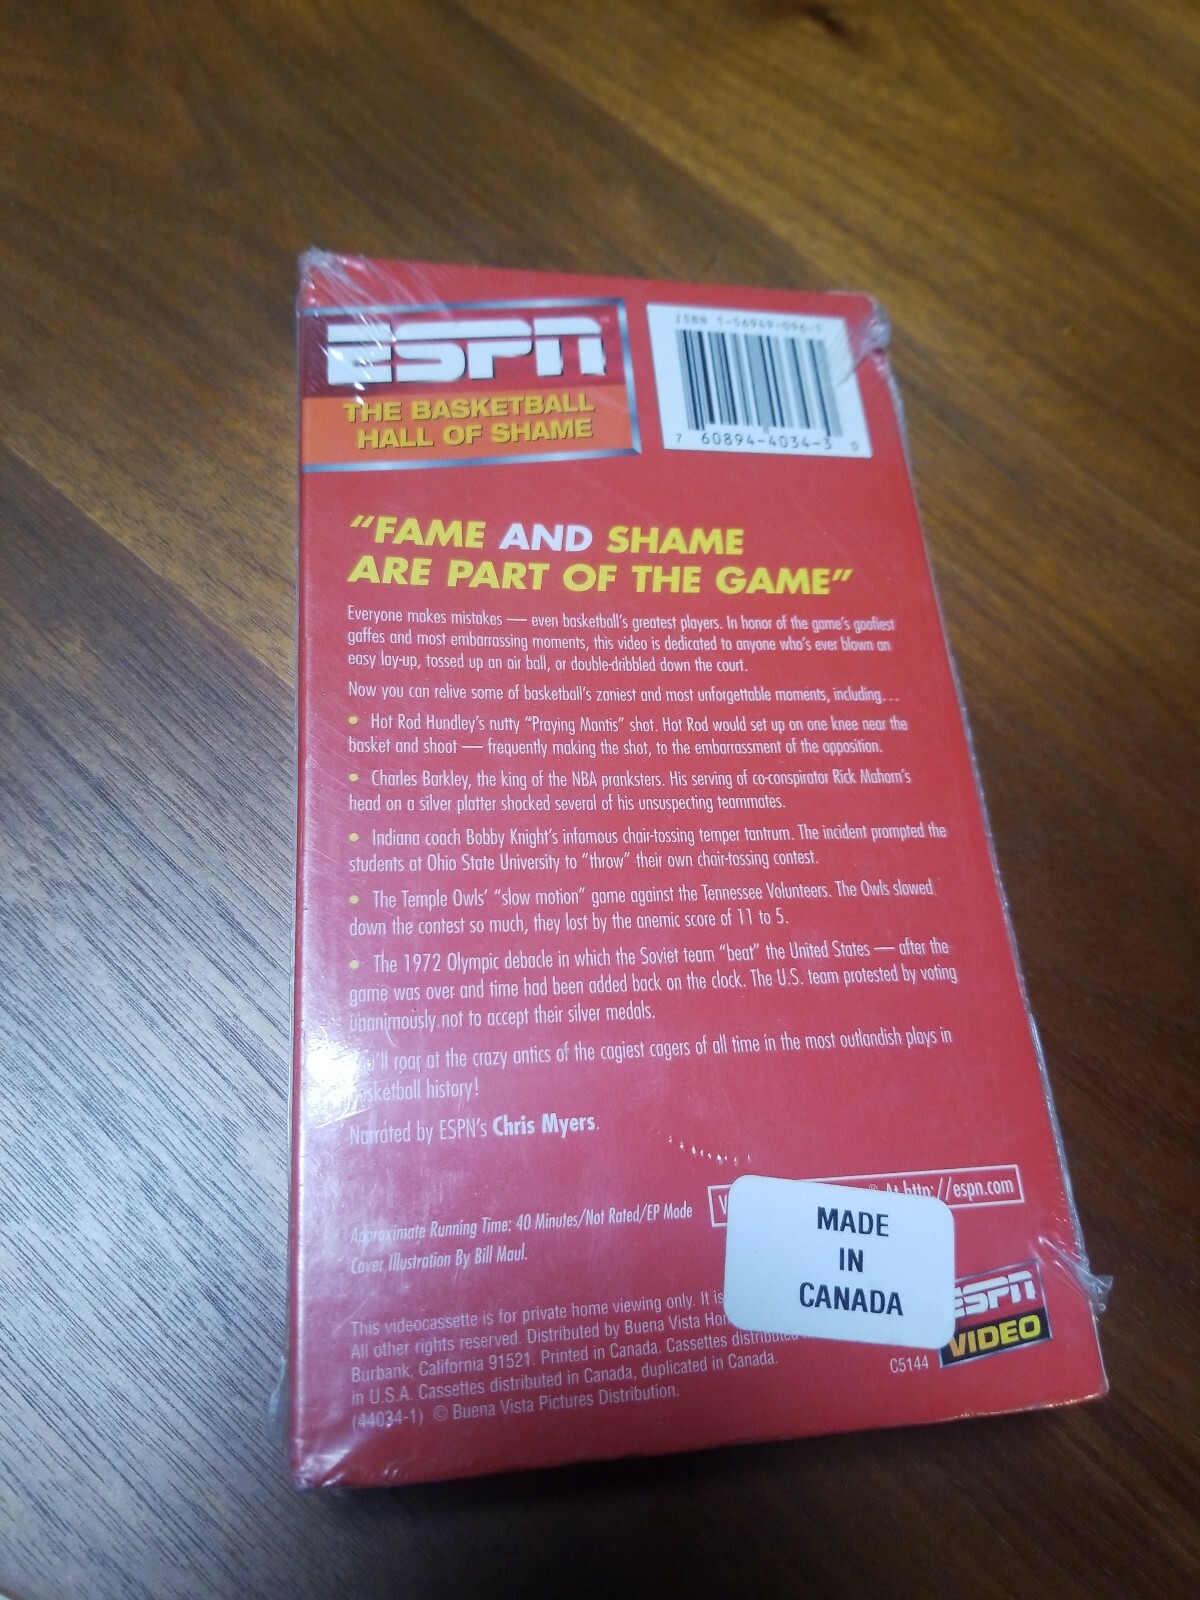 ESPN™
THE BASKETBALL
HALL OF SHAME
ISBN 1-56949-096-1
7 60894-4034-3 0
"FAME AND SHAME
ARE PART OF THE GAME"
Everyone makes mistakes — even basketball's greatest players. In honor of the game's goofiest
gaffes and most embarrassing moments, this video is dedicated to anyone who's ever blown an
easy lay-up, tossed up an air ball, or double-dribbled down the court.
Now you can relive some of basketball's zaniest and most unforgettable moments, including...
• Hot Rod Hundley's nutty "Praying Mantis" shot. Hot Rod would set up on one knee near the
basket and shoot — frequently making the shot, to the embarrassment of the opposition.
• Charles Barkley, the king of the NBA pranksters. His serving of co-conspirator Rick Mahorn's
head on a silver platter shocked several of his unsuspecting teammates.
• Indiana coach Bobby Knight's infamous chair-tossing temper tantrum. The incident prompted the
students at Ohio State University to "throw" their own chair-tossing contest.
• The Temple Owls' "slow motion" game against the Tennessee Volunteers. The Owls slowed
down the contest so much, they lost by the anemic score of 11 to 5.
• The 1972 Olympic debacle in which the Soviet team "beat" the United States — after the
game was over and time had been added back on the clock. The U.S. team protested by voting
unanimously not to accept their silver medals.
You'll roar at the crazy antics of the cagiest cagers of all time in the most outlandish plays in
basketball history!
Narrated by ESPN's Chris Myers.
Approximate Running Time: 40 Minutes/Not Rated/EP Mode
Cover Illustration By Bill Maul.
At http://espn.com
MADE
IN
CANADA
This videocassette is for private home viewing only. It is
All other rights reserved. Distributed by Buena Vista
Burbank, California 91521. Printed in Canada. Cassettes distributed
in U.S.A. Cassettes distributed in Canada, duplicated in Canada.
(44034-1) © Buena Vista Pictures Distribution.
C5144
ESPN
VIDEO